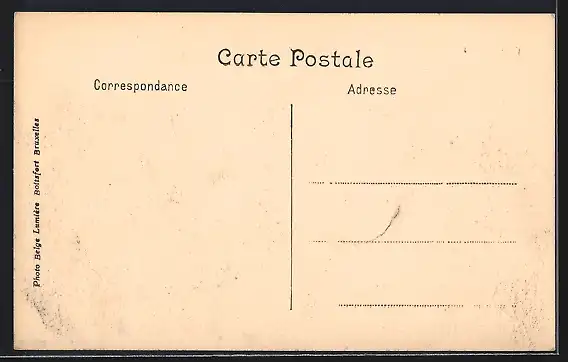 Carte Postale
Correspondance
Adresse
Photo Belge Lumière Boitsfort Bruxelles